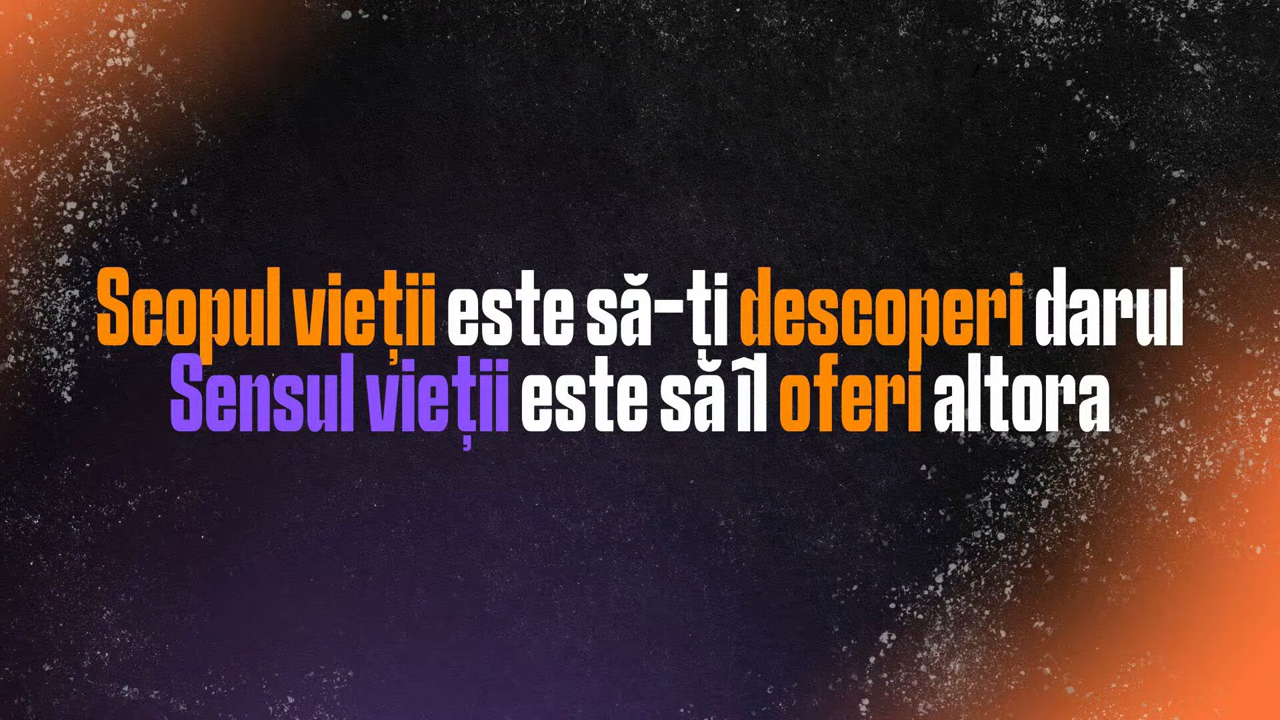 Scopul vieții este să-ți descoperi darul
Sensul vieții este să îl oferi altora